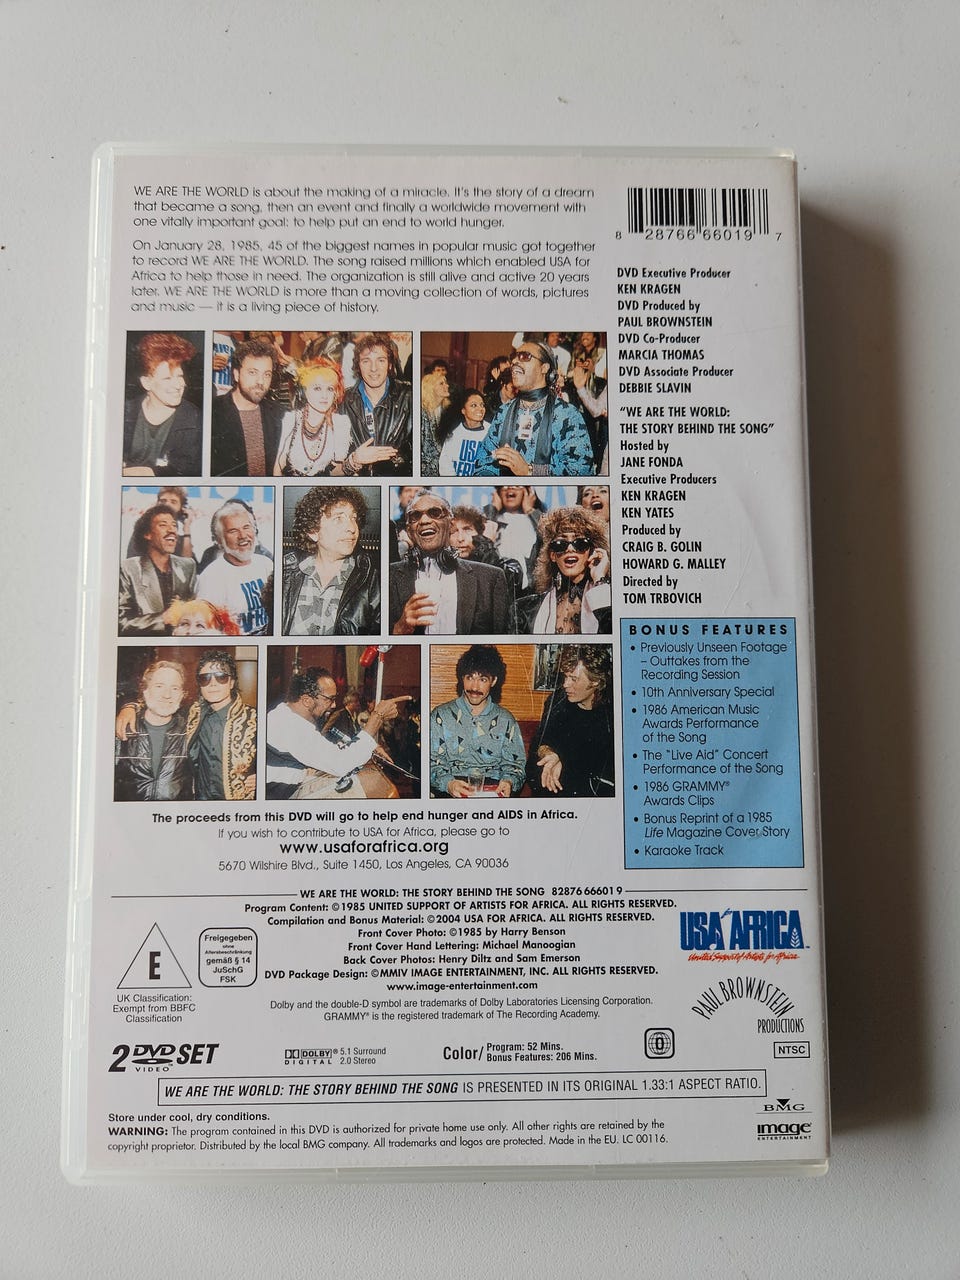 WE ARE THE WORLD is about the making of a miracle. It's the story of a dream
that became a song, then an event and finally a worldwide movement with
one vitally important goal: to help put an end to world hunger.
On January 28, 1985, 45 of the biggest names in popular music got together
to record WE ARE THE WORLD. The song raised millions which enabled USA for
Africa to help those in need. The organization is still alive and active 20 years
later. WE ARE THE WORLD is more than a moving collection of words, pictures
and music — it is a living piece of history.
8 28766 66019 7
DVD Executive Producer
KEN KRAGEN
DVD Produced by
PAUL BROWNSTEIN
DVD Co-Producer
MARCIA THOMAS
DVD Associate Producer
DEBBIE SLAVIN
"WE ARE THE WORLD:
THE STORY BEHIND THE SONG"
Hosted by
JANE FONDA
Executive Producers
KEN KRAGEN
KEN YATES
Produced by
CRAIG B. GOLIN
HOWARD G. MALLEY
Directed by
TOM TRBOVICH
BONUS FEATURES
• Previously Unseen Footage
– Outtakes from the
Recording Session
• 10th Anniversary Special
• 1986 American Music
Awards Performance
of the Song
• The "Live Aid" Concert
Performance of the Song
• 1986 GRAMMY®
Awards Clips
• Bonus Reprint of a 1985
Life Magazine Cover Story
• Karaoke Track
The proceeds from this DVD will go to help end hunger and AIDS in Africa.
If you wish to contribute to USA for Africa, please go to
www.usaforafrica.org
5670 Wilshire Blvd., Suite 1450, Los Angeles, CA 90036
WE ARE THE WORLD: THE STORY BEHIND THE SONG 82876 66601 9
Program Content: ©1985 UNITED SUPPORT OF ARTISTS FOR AFRICA. ALL RIGHTS RESERVED.
Compilation and Bonus Material: ©2004 USA FOR AFRICA. ALL RIGHTS RESERVED.
Front Cover Photo: ©1985 by Harry Benson
Front Cover Hand Lettering: Michael Manoogian
Back Cover Photos: Henry Diltz and Sam Emerson
DVD Package Design: ©MMIV IMAGE ENTERTAINMENT, INC. ALL RIGHTS RESERVED.
www.image-entertainment.com
Dolby and the double-D symbol are trademarks of Dolby Laboratories Licensing Corporation.
GRAMMY® is the registered trademark of The Recording Academy.
E
UK Classification:
Exempt from BBFC
Classification
Freigegeben
ohne
Altersbeschränkung
gemäß § 14
JuSchG
FSK
USA for AFRICA
United Support of Artists for Africa
PAUL BROWNSTEIN
PRODUCTIONS
2 DVD SET
VIDEO
DOLBY® 5.1 Surround
DIGITAL 2.0 Stereo
Color/ Program: 52 Mins.
Bonus Features: 206 Mins.
0
NTSC
WE ARE THE WORLD: THE STORY BEHIND THE SONG IS PRESENTED IN ITS ORIGINAL 1.33:1 ASPECT RATIO.
Store under cool, dry conditions.
WARNING: The program contained in this DVD is authorized for private home use only. All other rights are retained by the
copyright proprietor. Distributed by the local BMG company. All trademarks and logos are protected. Made in the EU. LC 00116.
BMG
image
ENTERTAINMENT